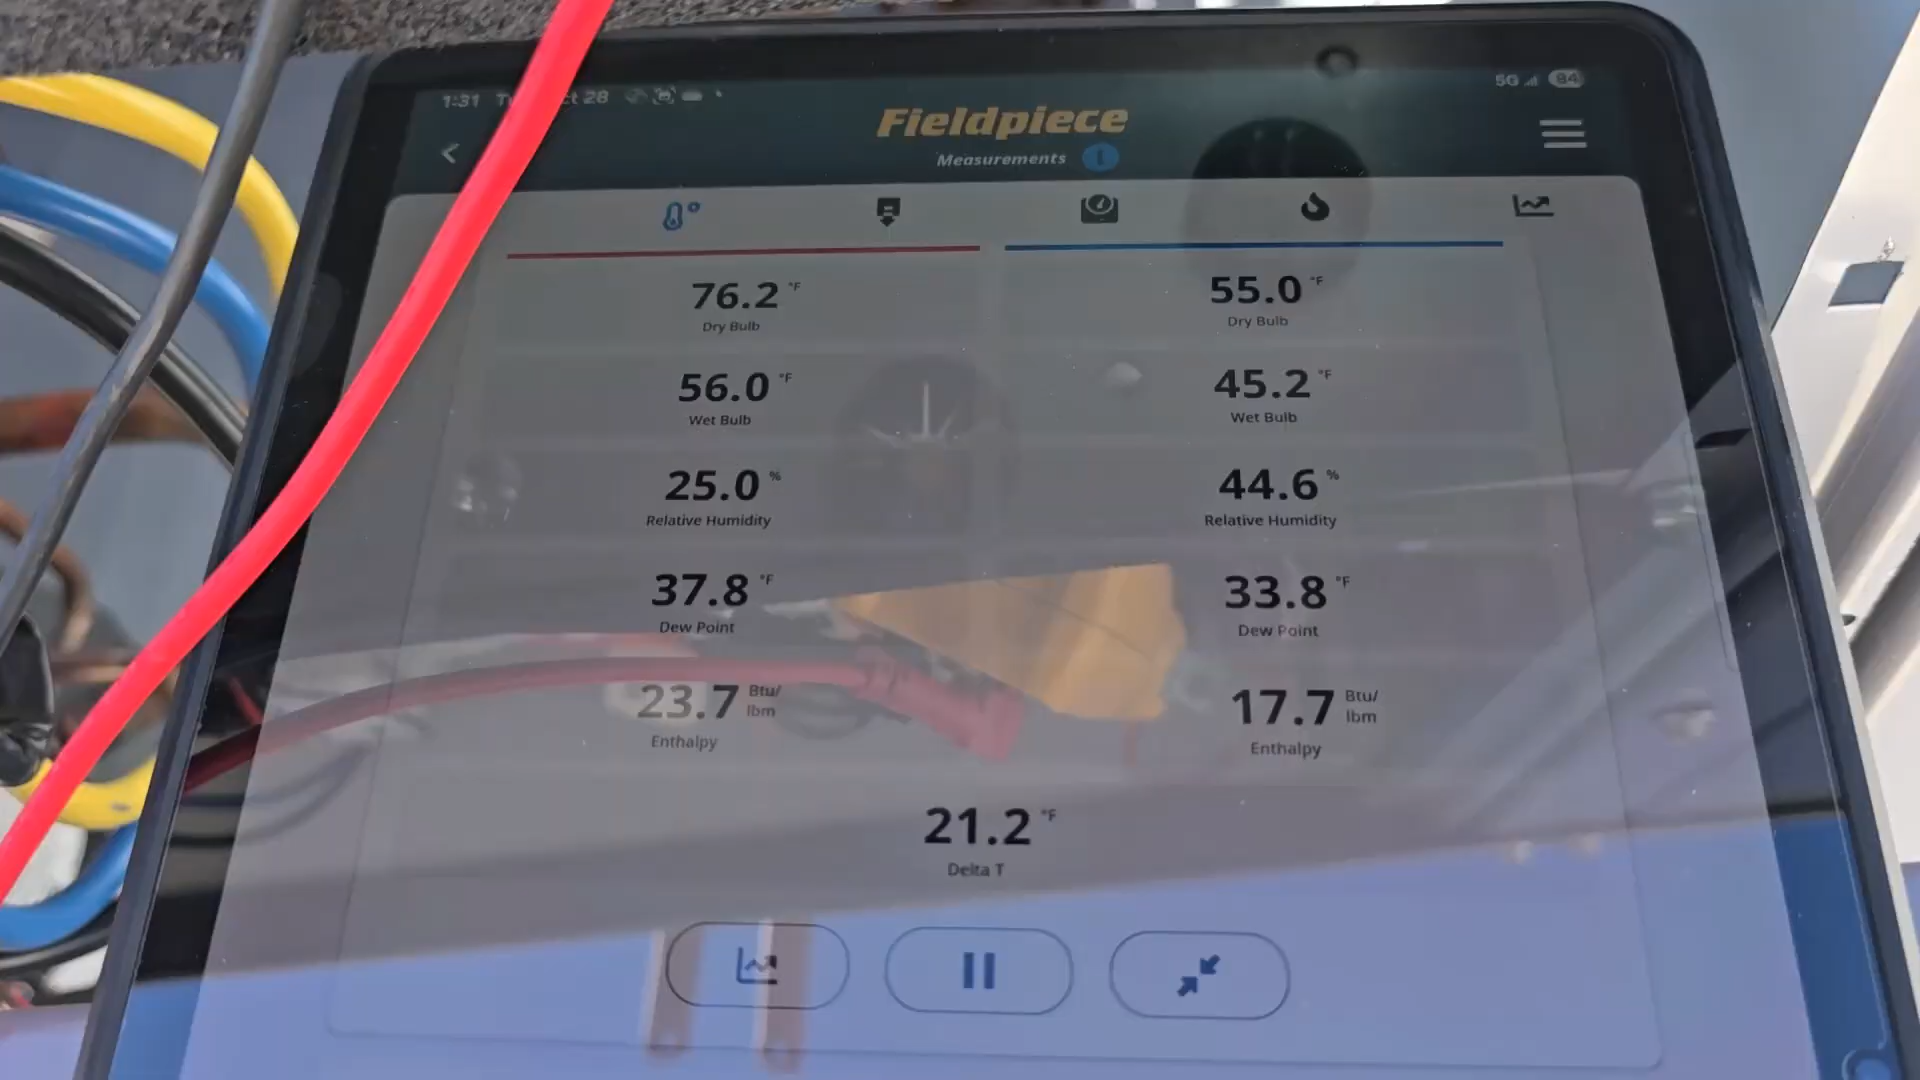 1:31 ct 28 5G 84
Fieldpiece
Measurements
76.2 °F 55.0 °F
Dry Bulb Dry Bulb
56.0 °F 45.2 °F
Wet Bulb Wet Bulb
25.0 % 44.6 %
Relative Humidity Relative Humidity
37.8 °F 33.8 °F
Dew Point Dew Point
23.7 Btu/lbm 17.7 Btu/lbm
Enthalpy Enthalpy
21.2 °F
Delta T